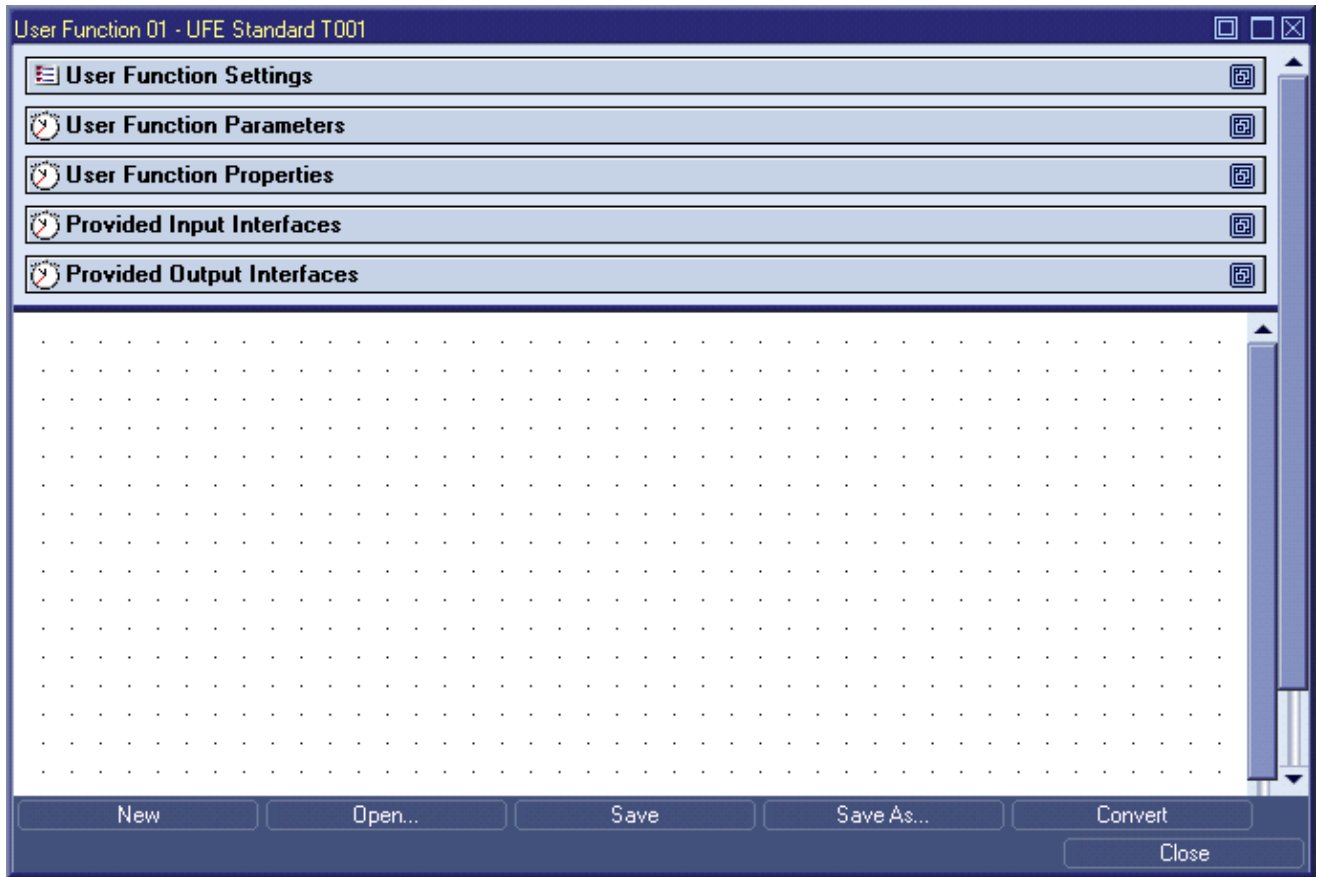 User Function 01 - UFE Standard T001
User Function Settings
User Function Parameters
User Function Properties
Provided Input Interfaces
Provided Output Interfaces
New Open... Save Save As... Convert
Close